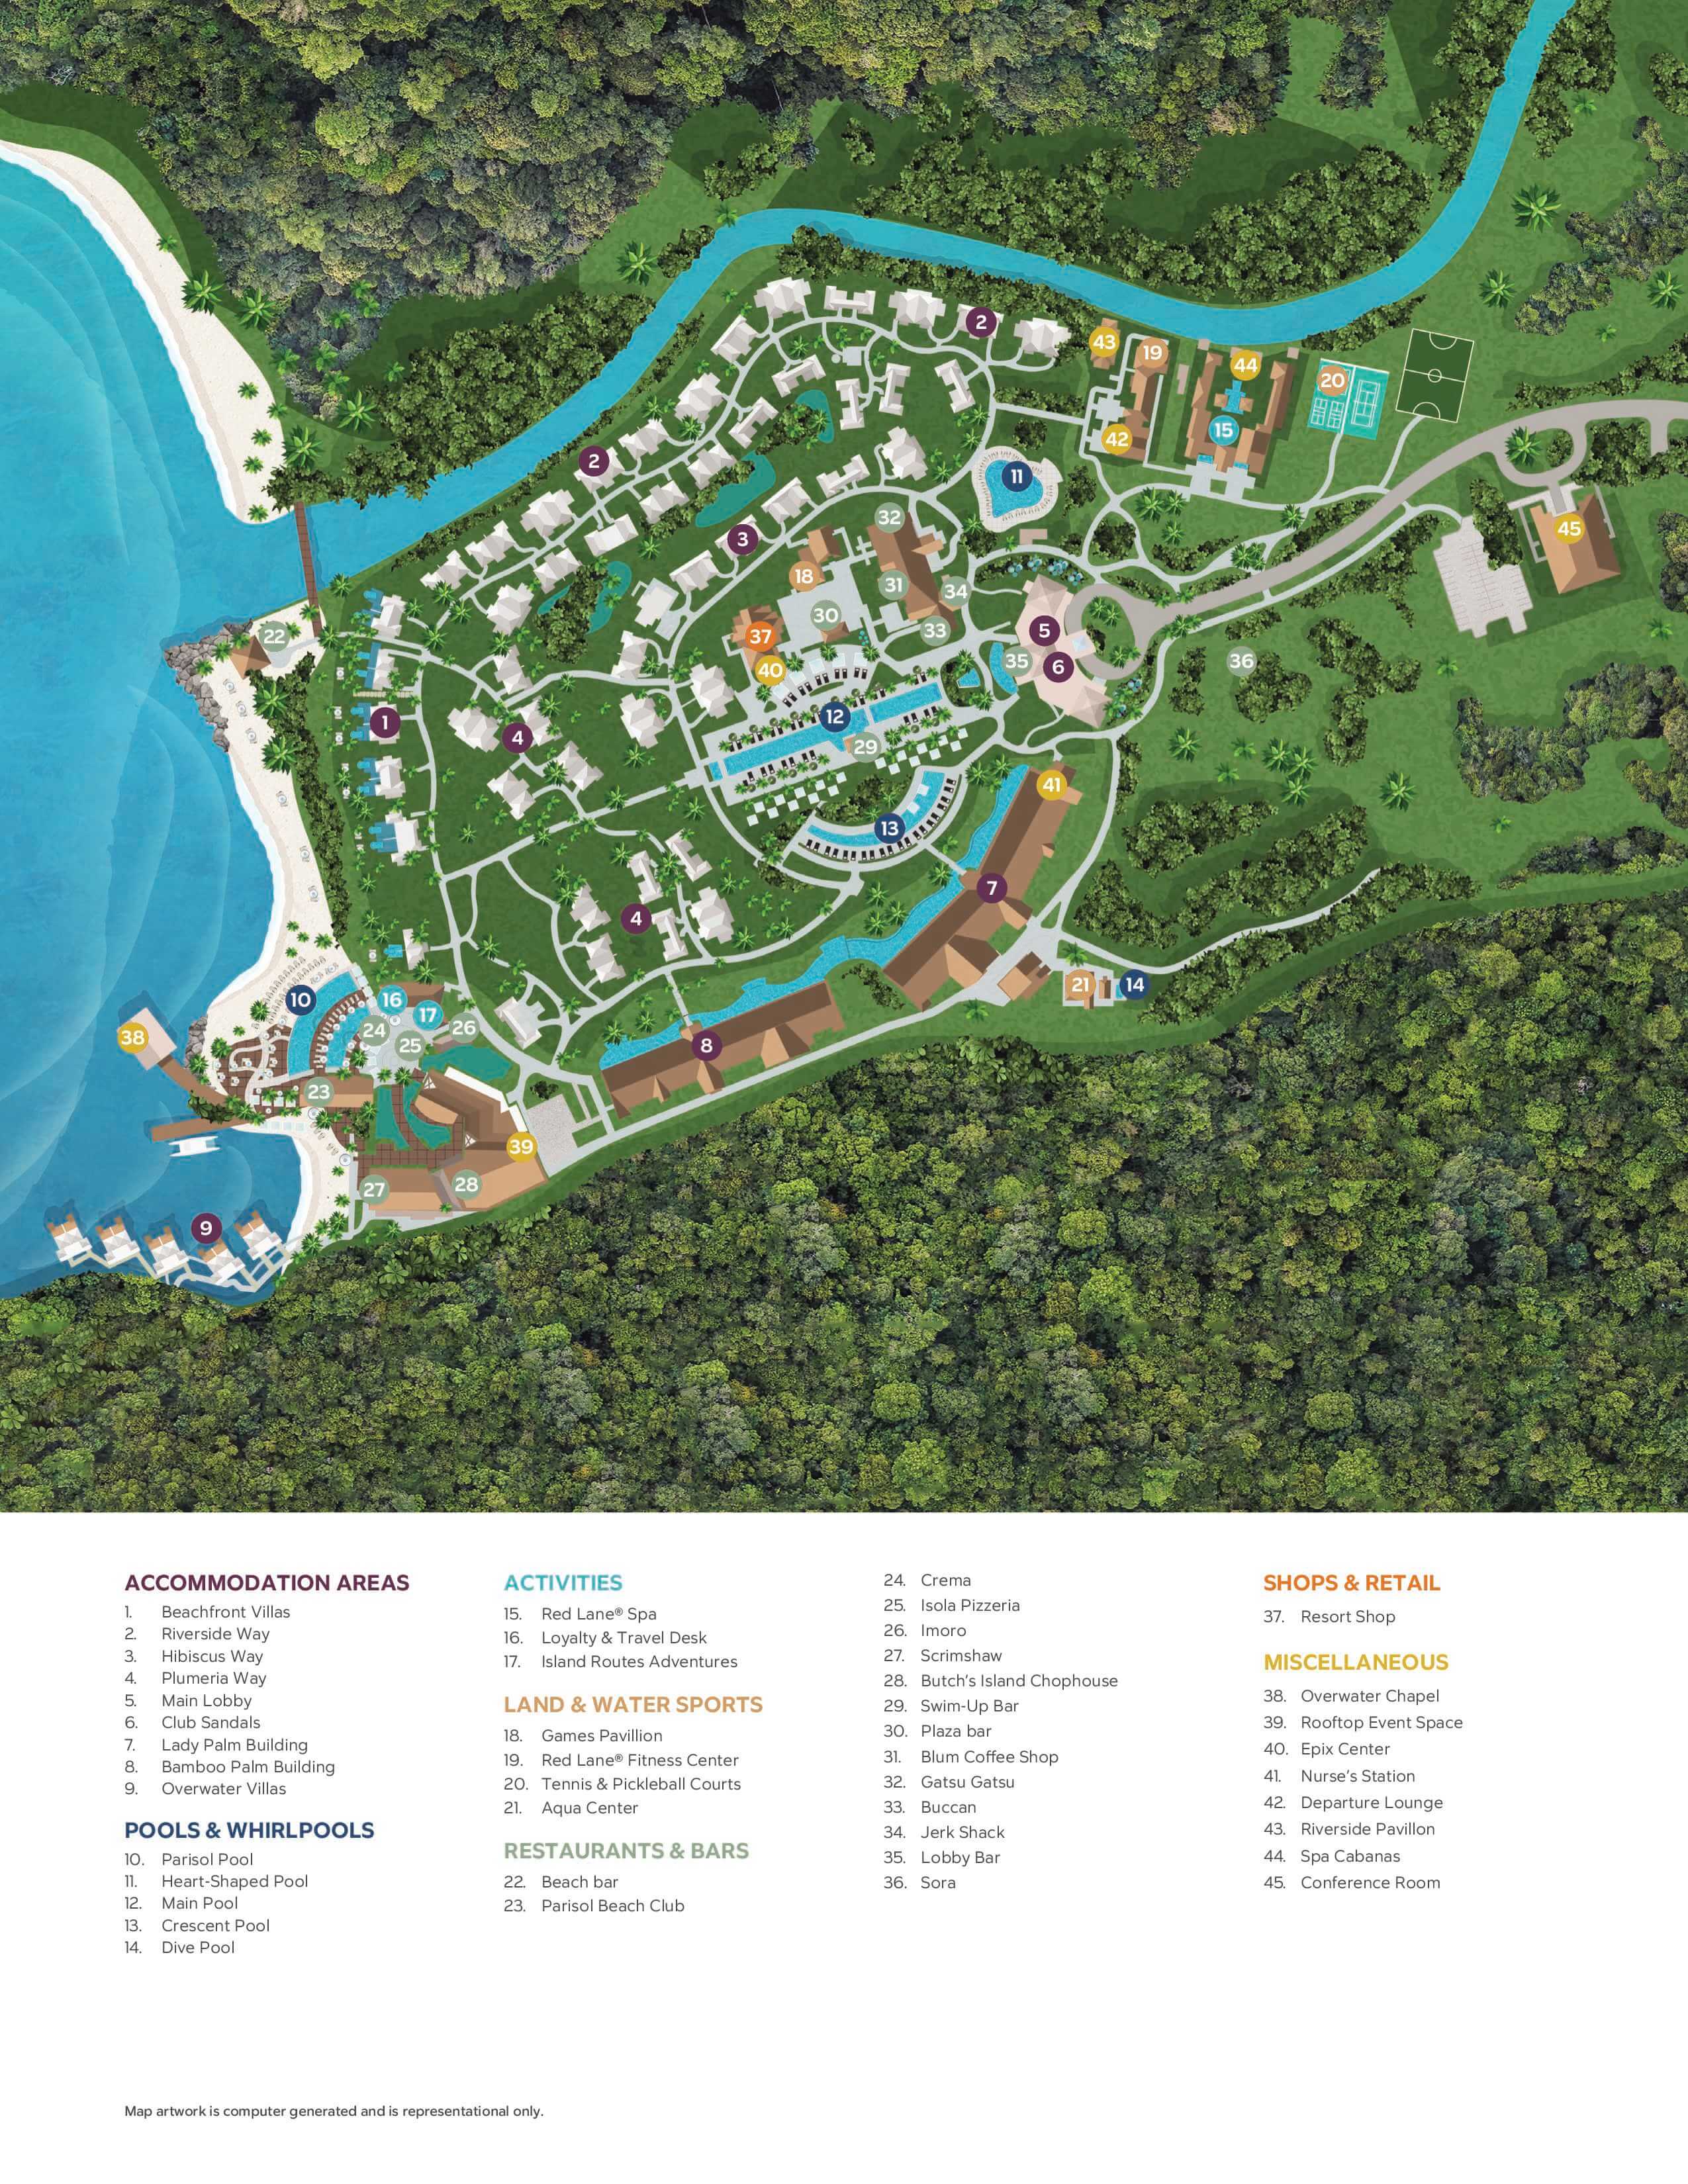 2
43
19
44
20
15
42
2
11
32
45
3
18
31
34
30
5
33
37
22
35
6
36
40
12
1
4
29
41
13
7
4
21
14
10
16
17
26
24
38
25
8
23
39
28
27
9
ACCOMMODATION AREAS
1. Beachfront Villas
2. Riverside Way
3. Hibiscus Way
4. Plumeria Way
5. Main Lobby
6. Club Sandals
7. Lady Palm Building
8. Bamboo Palm Building
9. Overwater Villas
POOLS & WHIRLPOOLS
10. Parisol Pool
11. Heart-Shaped Pool
12. Main Pool
13. Crescent Pool
14. Dive Pool
ACTIVITIES
15. Red Lane® Spa
16. Loyalty & Travel Desk
17. Island Routes Adventures
LAND & WATER SPORTS
18. Games Pavillion
19. Red Lane® Fitness Center
20. Tennis & Pickleball Courts
21. Aqua Center
RESTAURANTS & BARS
22. Beach bar
23. Parisol Beach Club
24. Crema
25. Isola Pizzeria
26. Imoro
27. Scrimshaw
28. Butch's Island Chophouse
29. Swim-Up Bar
30. Plaza bar
31. Blum Coffee Shop
32. Gatsu Gatsu
33. Buccan
34. Jerk Shack
35. Lobby Bar
36. Sora
SHOPS & RETAIL
37. Resort Shop
MISCELLANEOUS
38. Overwater Chapel
39. Rooftop Event Space
40. Epix Center
41. Nurse's Station
42. Departure Lounge
43. Riverside Pavillon
44. Spa Cabanas
45. Conference Room
Map artwork is computer generated and is representational only.